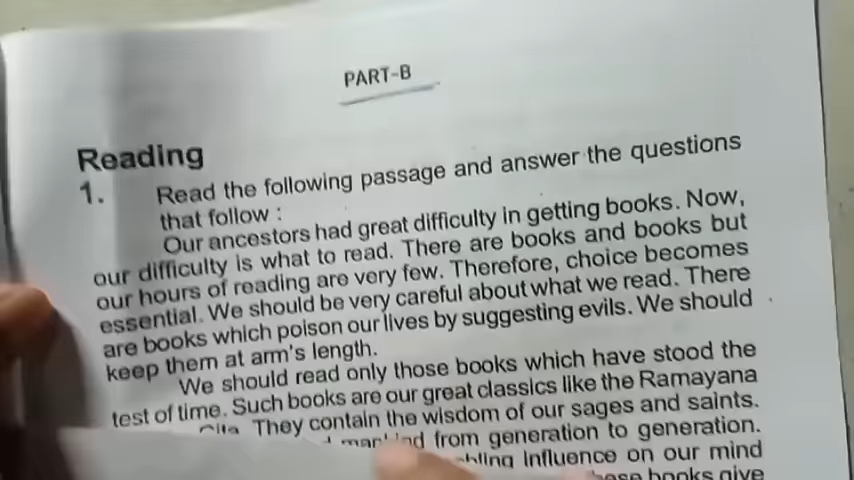 PART-B
Reading
1. Read the following passage and answer the questions
that follow :
Our ancestors had great difficulty in getting books. Now,
our difficulty is what to read. There are books and books but
our hours of reading are very few. Therefore, choice becomes
essential. We should be very careful about what we read. There
are books which poison our lives by suggesting evils. We should
keep them at arm's length.
We should read only those books which have stood the
test of time. Such books are our great classics like the Ramayana
They contain the wisdom of our sages and saints.
from generation to generation.
influence on our mind
books give